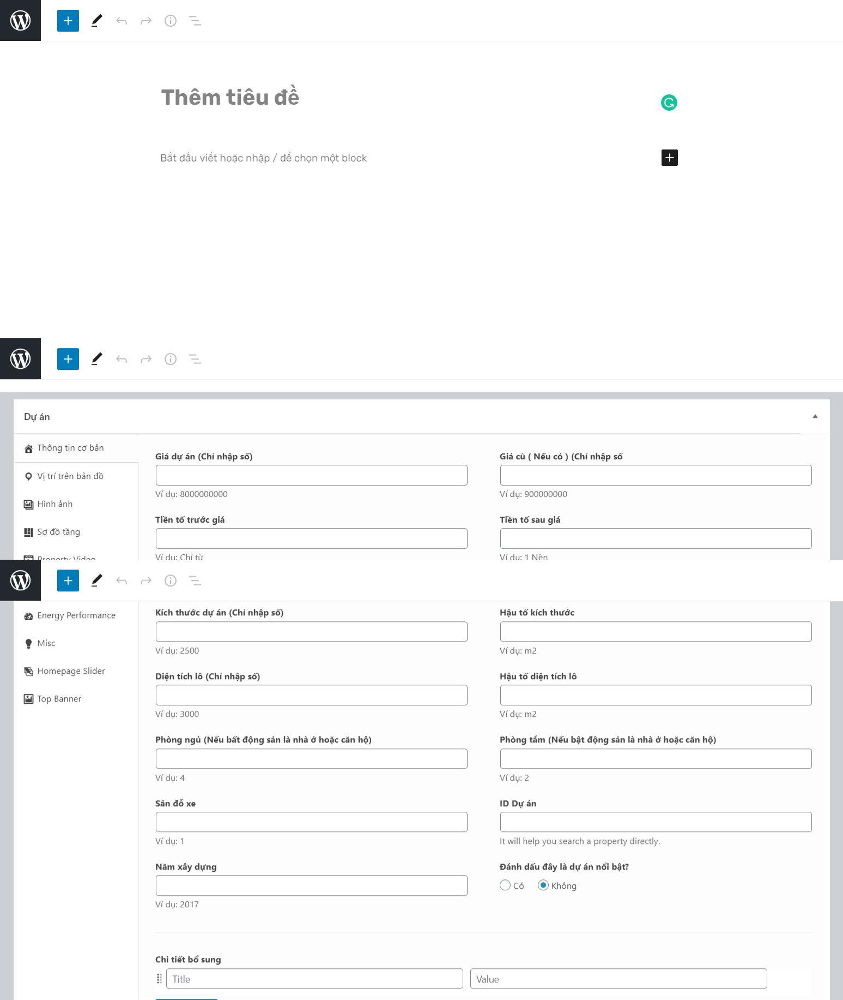 Thêm tiêu đề
Bắt đầu viết hoặc nhập / để chọn một block
Dự án
Thông tin cơ bản
Vị trí trên bản đồ
Hình ảnh
Sơ đồ tầng
Property Video
Giá dự án (Chỉ nhập số)
Giá cũ ( Nếu có ) (Chỉ nhập số
Ví dụ: 8000000000
Ví dụ: 900000000
Tiền tố trước giá
Tiền tố sau giá
Ví dụ: Chỉ từ
Ví dụ: 1 Nền
Energy Performance
Misc
Homepage Slider
Top Banner
Kích thước dự án (Chỉ nhập số)
Hậu tố kích thước
Ví dụ: 2500
Ví dụ: m2
Diện tích lô (Chỉ nhập số)
Hậu tố diện tích lô
Ví dụ: 3000
Ví dụ: m2
Phòng ngủ (Nếu bất động sản là nhà ở hoặc căn hộ)
Phòng tắm (Nếu bật động sản là nhà ở hoặc căn hộ)
Ví dụ: 4
Ví dụ: 2
Sân đỗ xe
ID Dự án
Ví dụ: 1
It will help you search a property directly.
Năm xây dựng
Đánh dấu đây là dự án nổi bật?
Có Không
Ví dụ: 2017
Chi tiết bổ sung
Title
Value